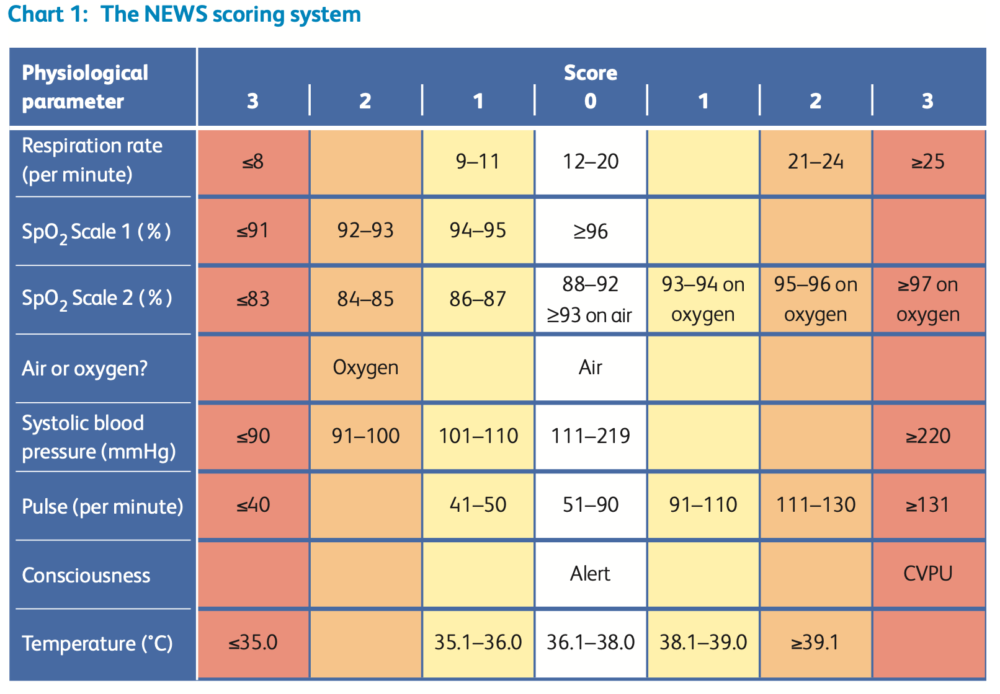 Chart 1: The NEWS scoring system
Physiological parameter
Score
3 2 1 0 1 2 3
Respiration rate (per minute)
≤8 9–11 12–20 21–24 ≥25
SpO2 Scale 1 (%)
≤91 92–93 94–95 ≥96
SpO2 Scale 2 (%)
≤83 84–85 86–87 88–92 ≥93 on air 93–94 on oxygen 95–96 on oxygen ≥97 on oxygen
Air or oxygen?
Oxygen Air
Systolic blood pressure (mmHg)
≤90 91–100 101–110 111–219 ≥220
Pulse (per minute)
≤40 41–50 51–90 91–110 111–130 ≥131
Consciousness
Alert CVPU
Temperature (°C)
≤35.0 35.1–36.0 36.1–38.0 38.1–39.0 ≥39.1